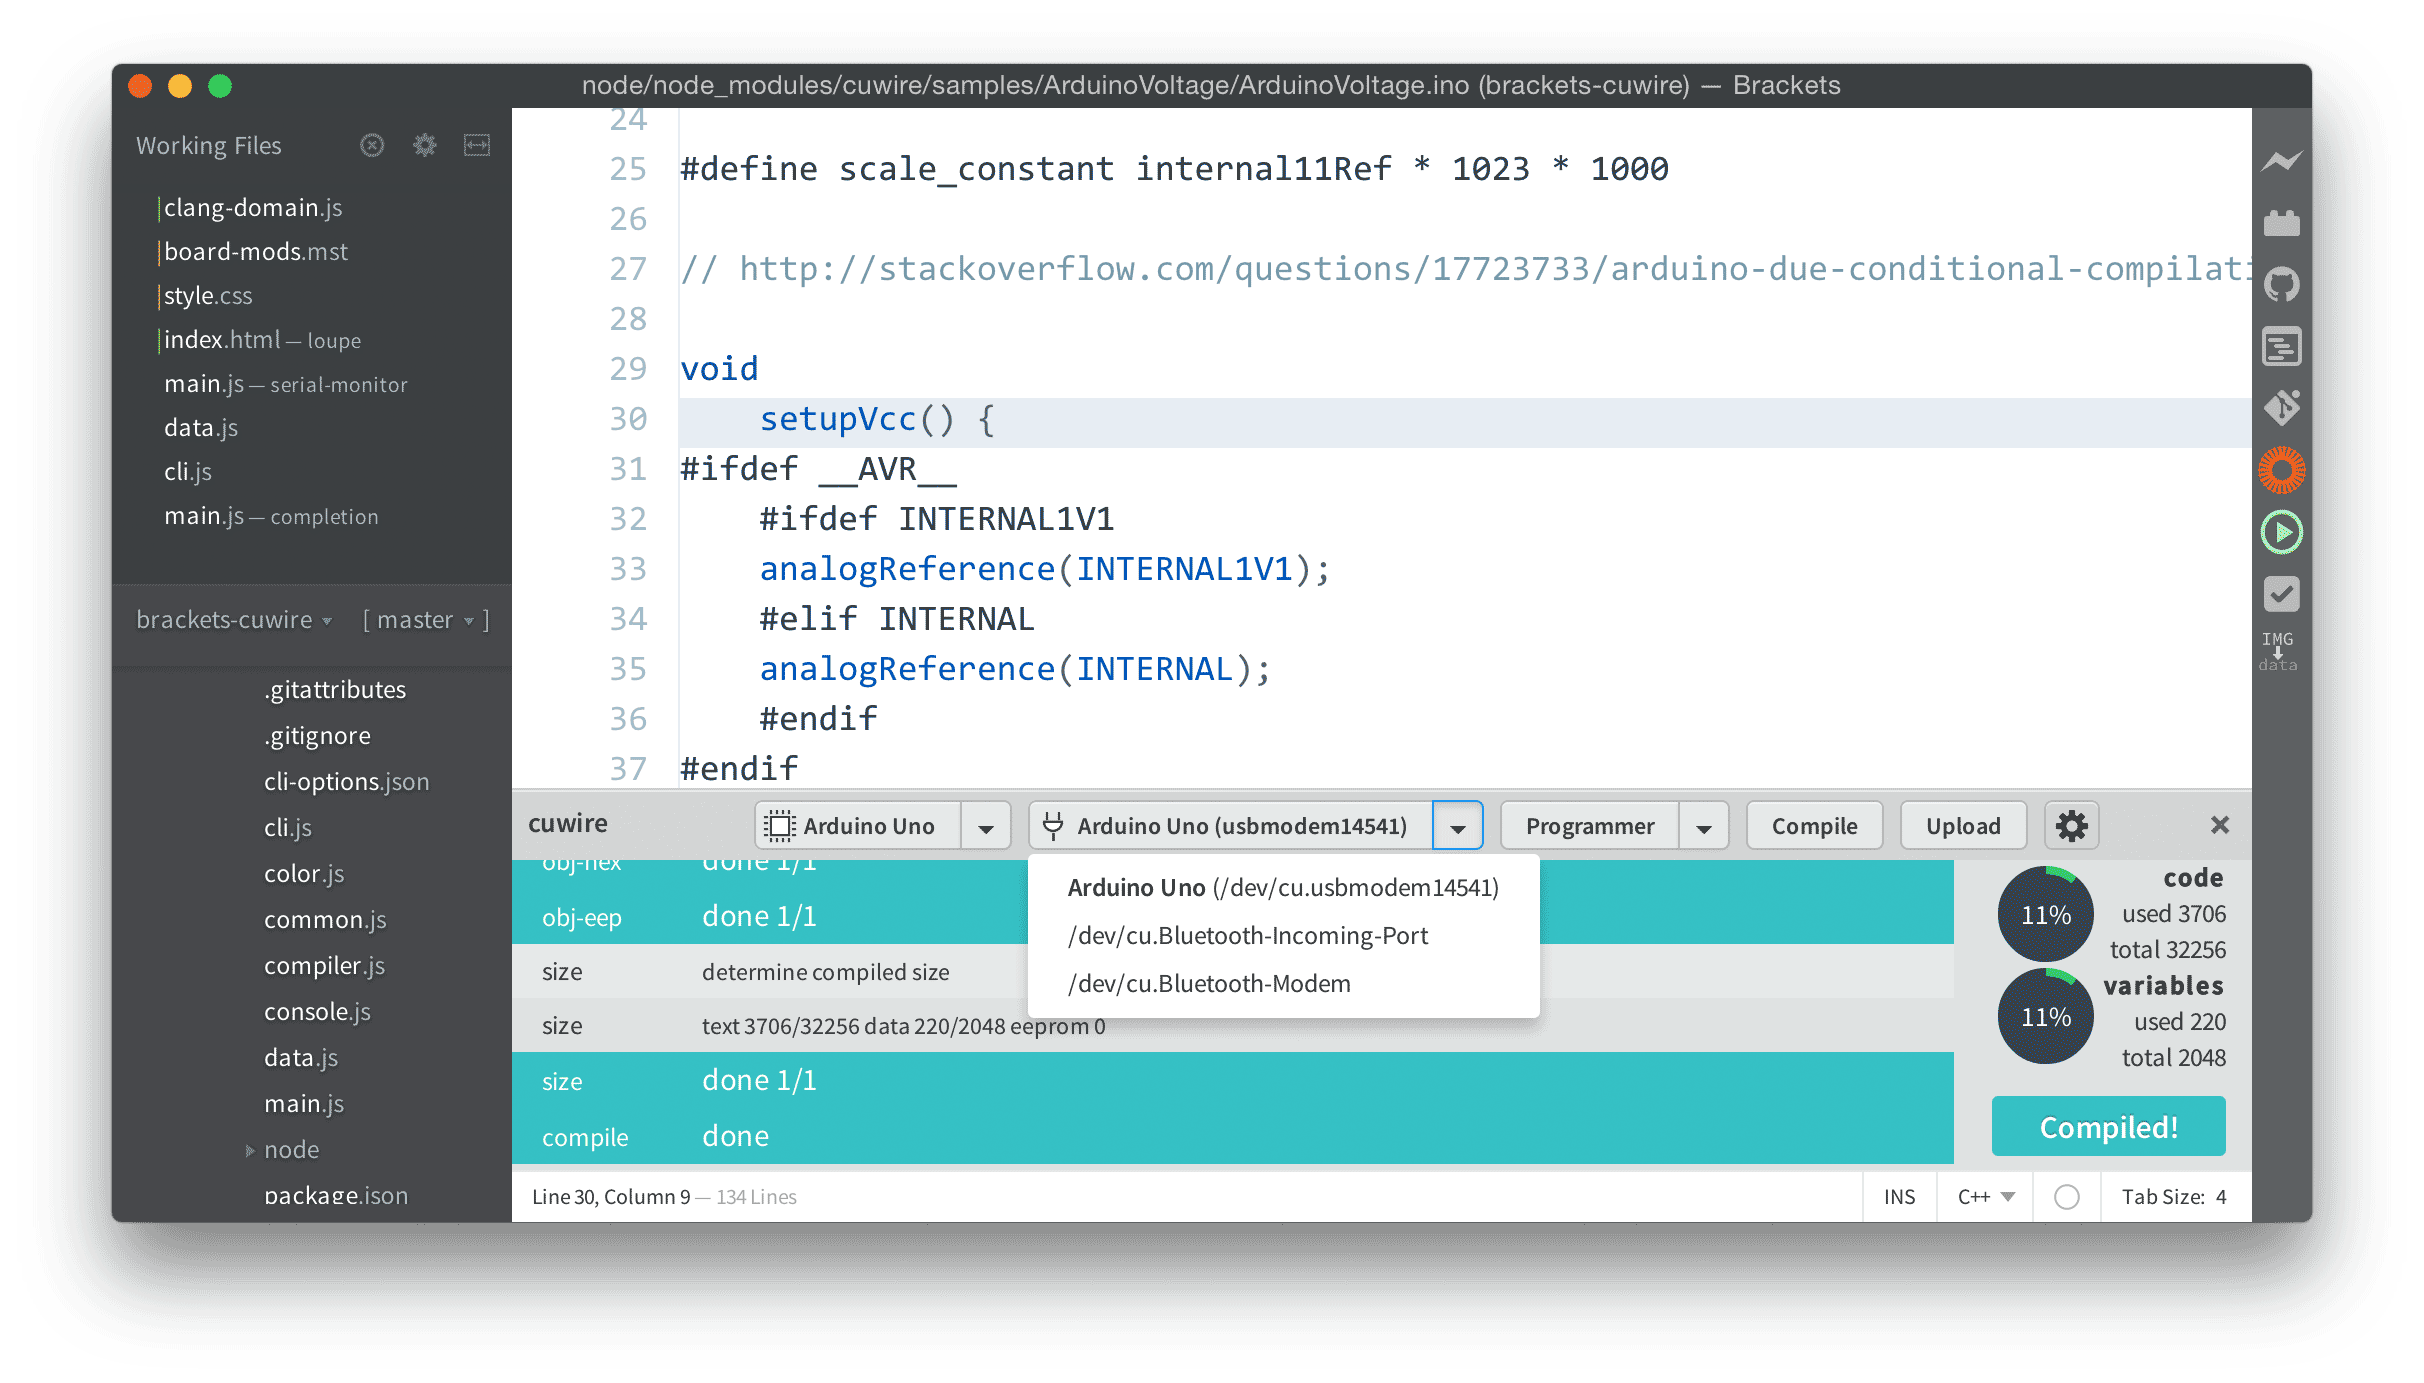 node/node_modules/cuwire/samples/ArduinoVoltage/ArduinoVoltage.ino (brackets-cuwire) — Brackets
Working Files
clang-domain.js
board-mods.mst
style.css
index.html — loupe
main.js — serial-monitor
data.js
cli.js
main.js — completion
brackets-cuwire [ master ]
.gitattributes
.gitignore
cli-options.json
cli.js
color.js
common.js
compiler.js
console.js
data.js
main.js
node
package.json
24
25 #define scale_constant internal11Ref * 1023 * 1000
26
27 // http://stackoverflow.com/questions/17723733/arduino-due-conditional-compilati
28
29 void
30 setupVcc() {
31 #ifdef __AVR__
32 #ifdef INTERNAL1V1
33 analogReference(INTERNAL1V1);
34 #elif INTERNAL
35 analogReference(INTERNAL);
36 #endif
37 #endif
cuwire Arduino Uno Arduino Uno (usbmodem14541) Programmer Compile Upload
Arduino Uno (/dev/cu.usbmodem14541)
/dev/cu.Bluetooth-Incoming-Port
/dev/cu.Bluetooth-Modem
obj-hex done 1/1
obj-eep done 1/1
size determine compiled size
size text 3706/32256 data 220/2048 eeprom 0
size done 1/1
compile done
11% code
used 3706
total 32256
11% variables
used 220
total 2048
Compiled!
Line 30, Column 9 — 134 Lines
INS C++ Tab Size: 4
IMG
data